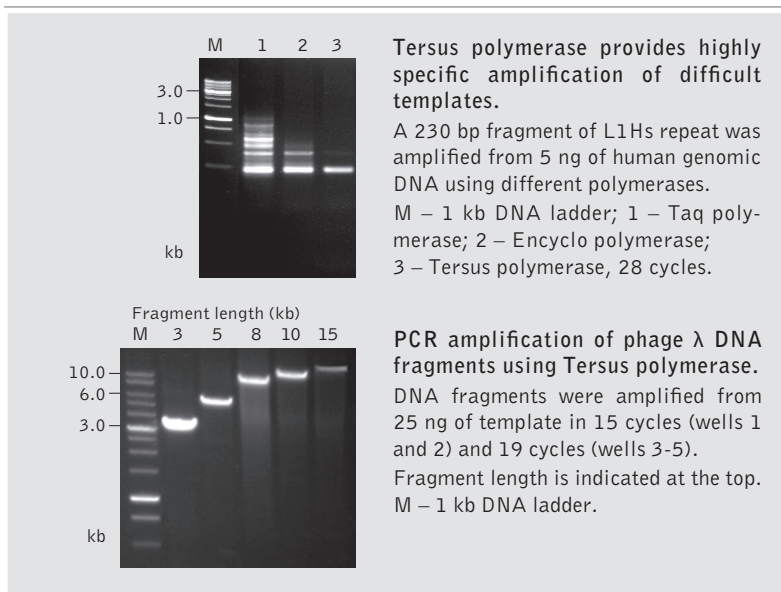 M 1 2 3
3.0
1.0
kb
Tersus polymerase provides highly
specific amplification of difficult
templates.
A 230 bp fragment of L1Hs repeat was
amplified from 5 ng of human genomic
DNA using different polymerases.
M – 1 kb DNA ladder; 1 – Taq poly-
merase; 2 – Encyclo polymerase;
3 – Tersus polymerase, 28 cycles.
Fragment length (kb)
M 3 5 8 10 15
10.0
6.0
3.0
kb
PCR amplification of phage λ DNA
fragments using Tersus polymerase.
DNA fragments were amplified from
25 ng of template in 15 cycles (wells 1
and 2) and 19 cycles (wells 3-5).
Fragment length is indicated at the top.
M – 1 kb DNA ladder.